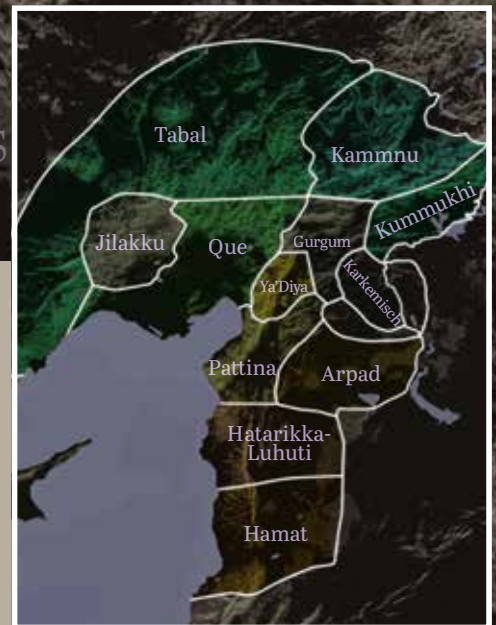 S
Tabal
Kammnu
Kummukhi
Jilakku
Que
Gurgum
Karkemisch
Ya'Diya
Pattina
Arpad
Hatarikka-
Luhuti
Hamat